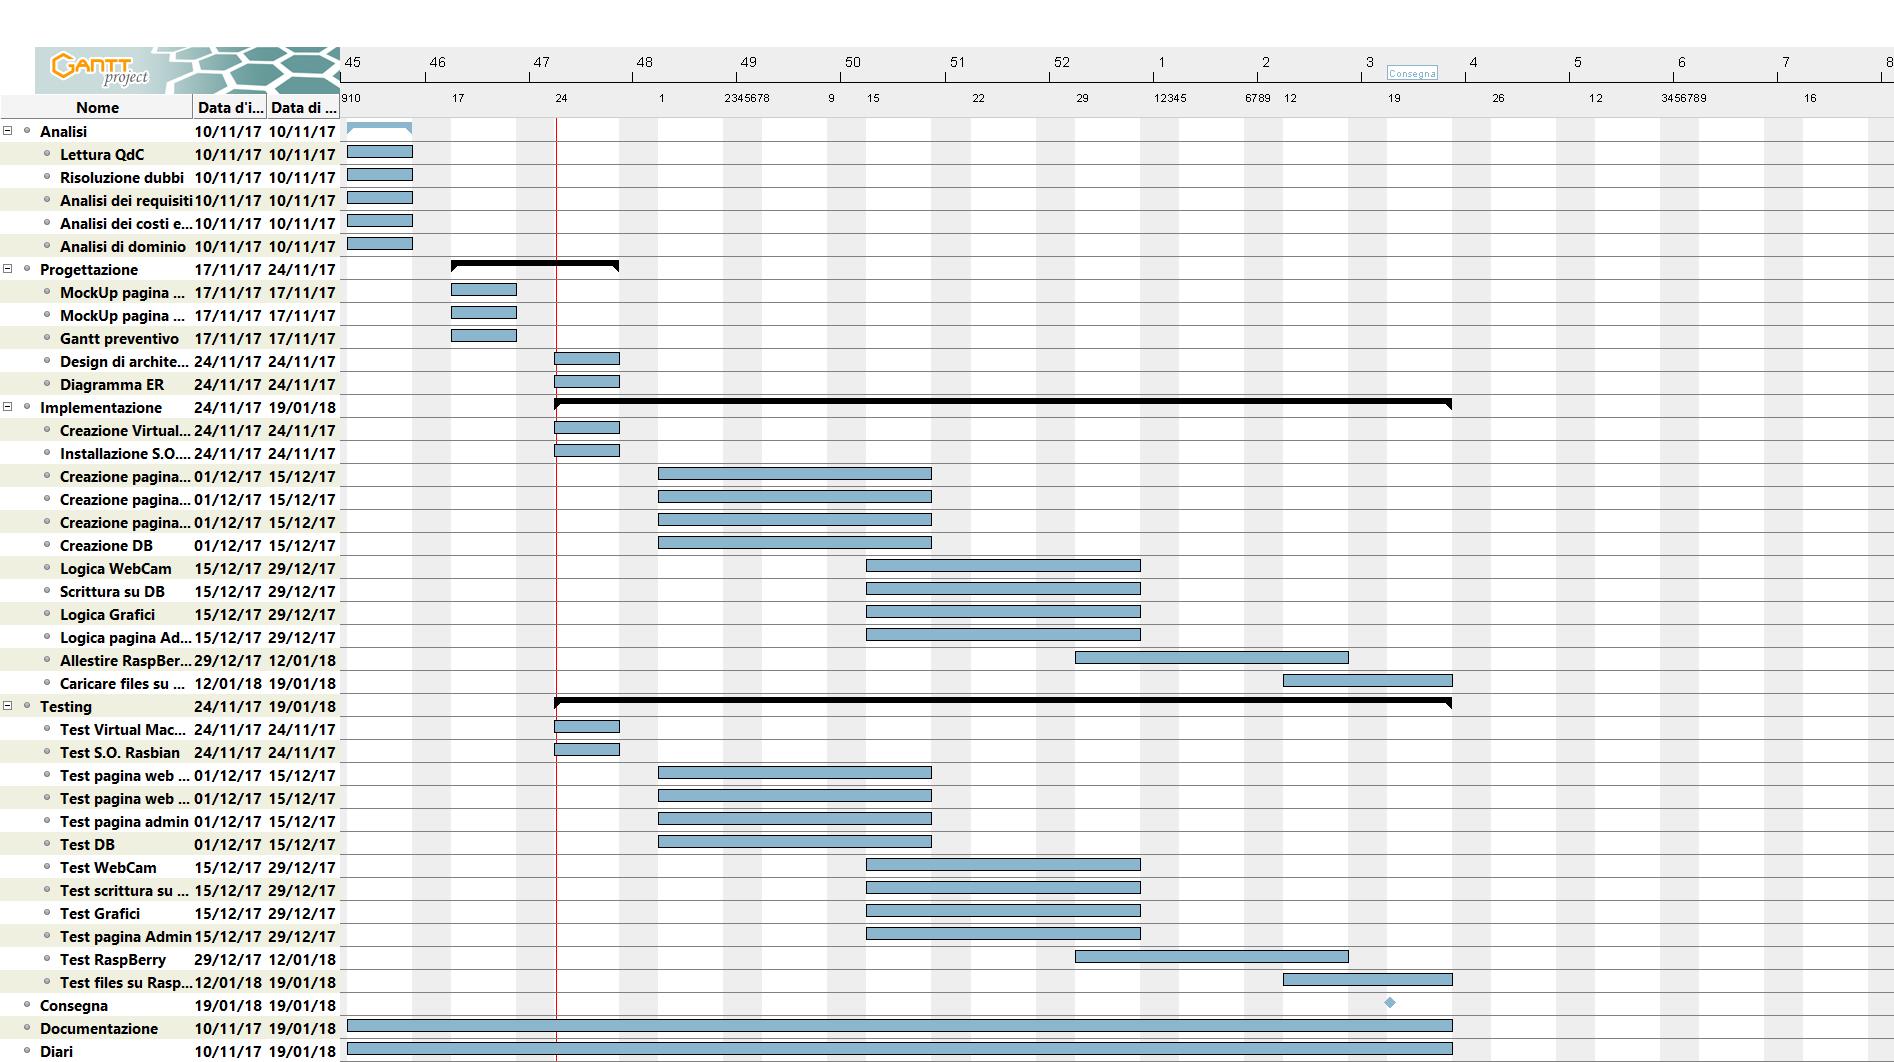 GANTT project
45 46 47 48 49 50 51 52 1 2 3 4 5 6 7 8
Consegna
910 17 24 1 2345678 9 15 22 29 12345 6789 12 19 26 12 3456789 16
Nome Data d'i... Data di ...
Analisi 10/11/17 10/11/17
Lettura QdC 10/11/17 10/11/17
Risoluzione dubbi 10/11/17 10/11/17
Analisi dei requisiti 10/11/17 10/11/17
Analisi dei costi e... 10/11/17 10/11/17
Analisi di dominio 10/11/17 10/11/17
Progettazione 17/11/17 24/11/17
MockUp pagina ... 17/11/17 17/11/17
MockUp pagina ... 17/11/17 17/11/17
Gantt preventivo 17/11/17 17/11/17
Design di archite... 24/11/17 24/11/17
Diagramma ER 24/11/17 24/11/17
Implementazione 24/11/17 19/01/18
Creazione Virtual... 24/11/17 24/11/17
Installazione S.O.... 24/11/17 24/11/17
Creazione pagina... 01/12/17 15/12/17
Creazione pagina... 01/12/17 15/12/17
Creazione pagina... 01/12/17 15/12/17
Creazione DB 01/12/17 15/12/17
Logica WebCam 15/12/17 29/12/17
Scrittura su DB 15/12/17 29/12/17
Logica Grafici 15/12/17 29/12/17
Logica pagina Ad... 15/12/17 29/12/17
Allestire RaspBer... 29/12/17 12/01/18
Caricare files su ... 12/01/18 19/01/18
Testing 24/11/17 19/01/18
Test Virtual Mac... 24/11/17 24/11/17
Test S.O. Rasbian 24/11/17 24/11/17
Test pagina web ... 01/12/17 15/12/17
Test pagina web ... 01/12/17 15/12/17
Test pagina admin 01/12/17 15/12/17
Test DB 01/12/17 15/12/17
Test WebCam 15/12/17 29/12/17
Test scrittura su ... 15/12/17 29/12/17
Test Grafici 15/12/17 29/12/17
Test pagina Admin 15/12/17 29/12/17
Test RaspBerry 29/12/17 12/01/18
Test files su Rasp... 12/01/18 19/01/18
Consegna 19/01/18 19/01/18
Documentazione 10/11/17 19/01/18
Diari 10/11/17 19/01/18